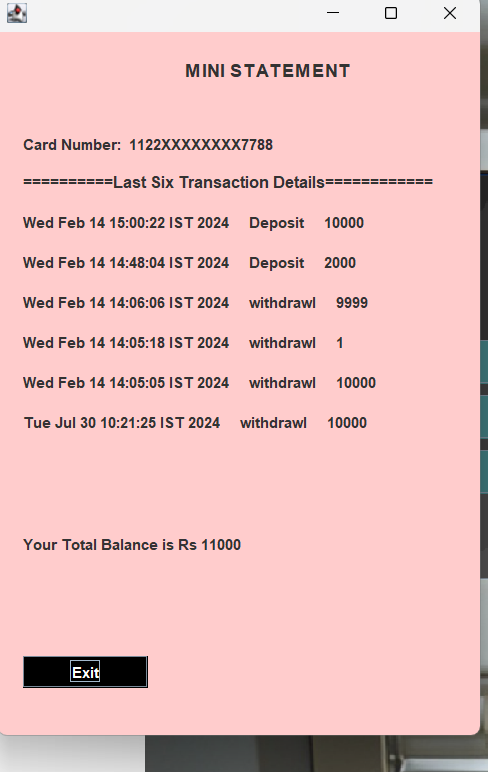 MINI STATEMENT
Card Number: 1122XXXXXXXX7788
==========Last Six Transaction Details============
Wed Feb 14 15:00:22 IST 2024 Deposit 10000
Wed Feb 14 14:48:04 IST 2024 Deposit 2000
Wed Feb 14 14:06:06 IST 2024 withdrawl 9999
Wed Feb 14 14:05:18 IST 2024 withdrawl 1
Wed Feb 14 14:05:05 IST 2024 withdrawl 10000
Tue Jul 30 10:21:25 IST 2024 withdrawl 10000
Your Total Balance is Rs 11000
Exit